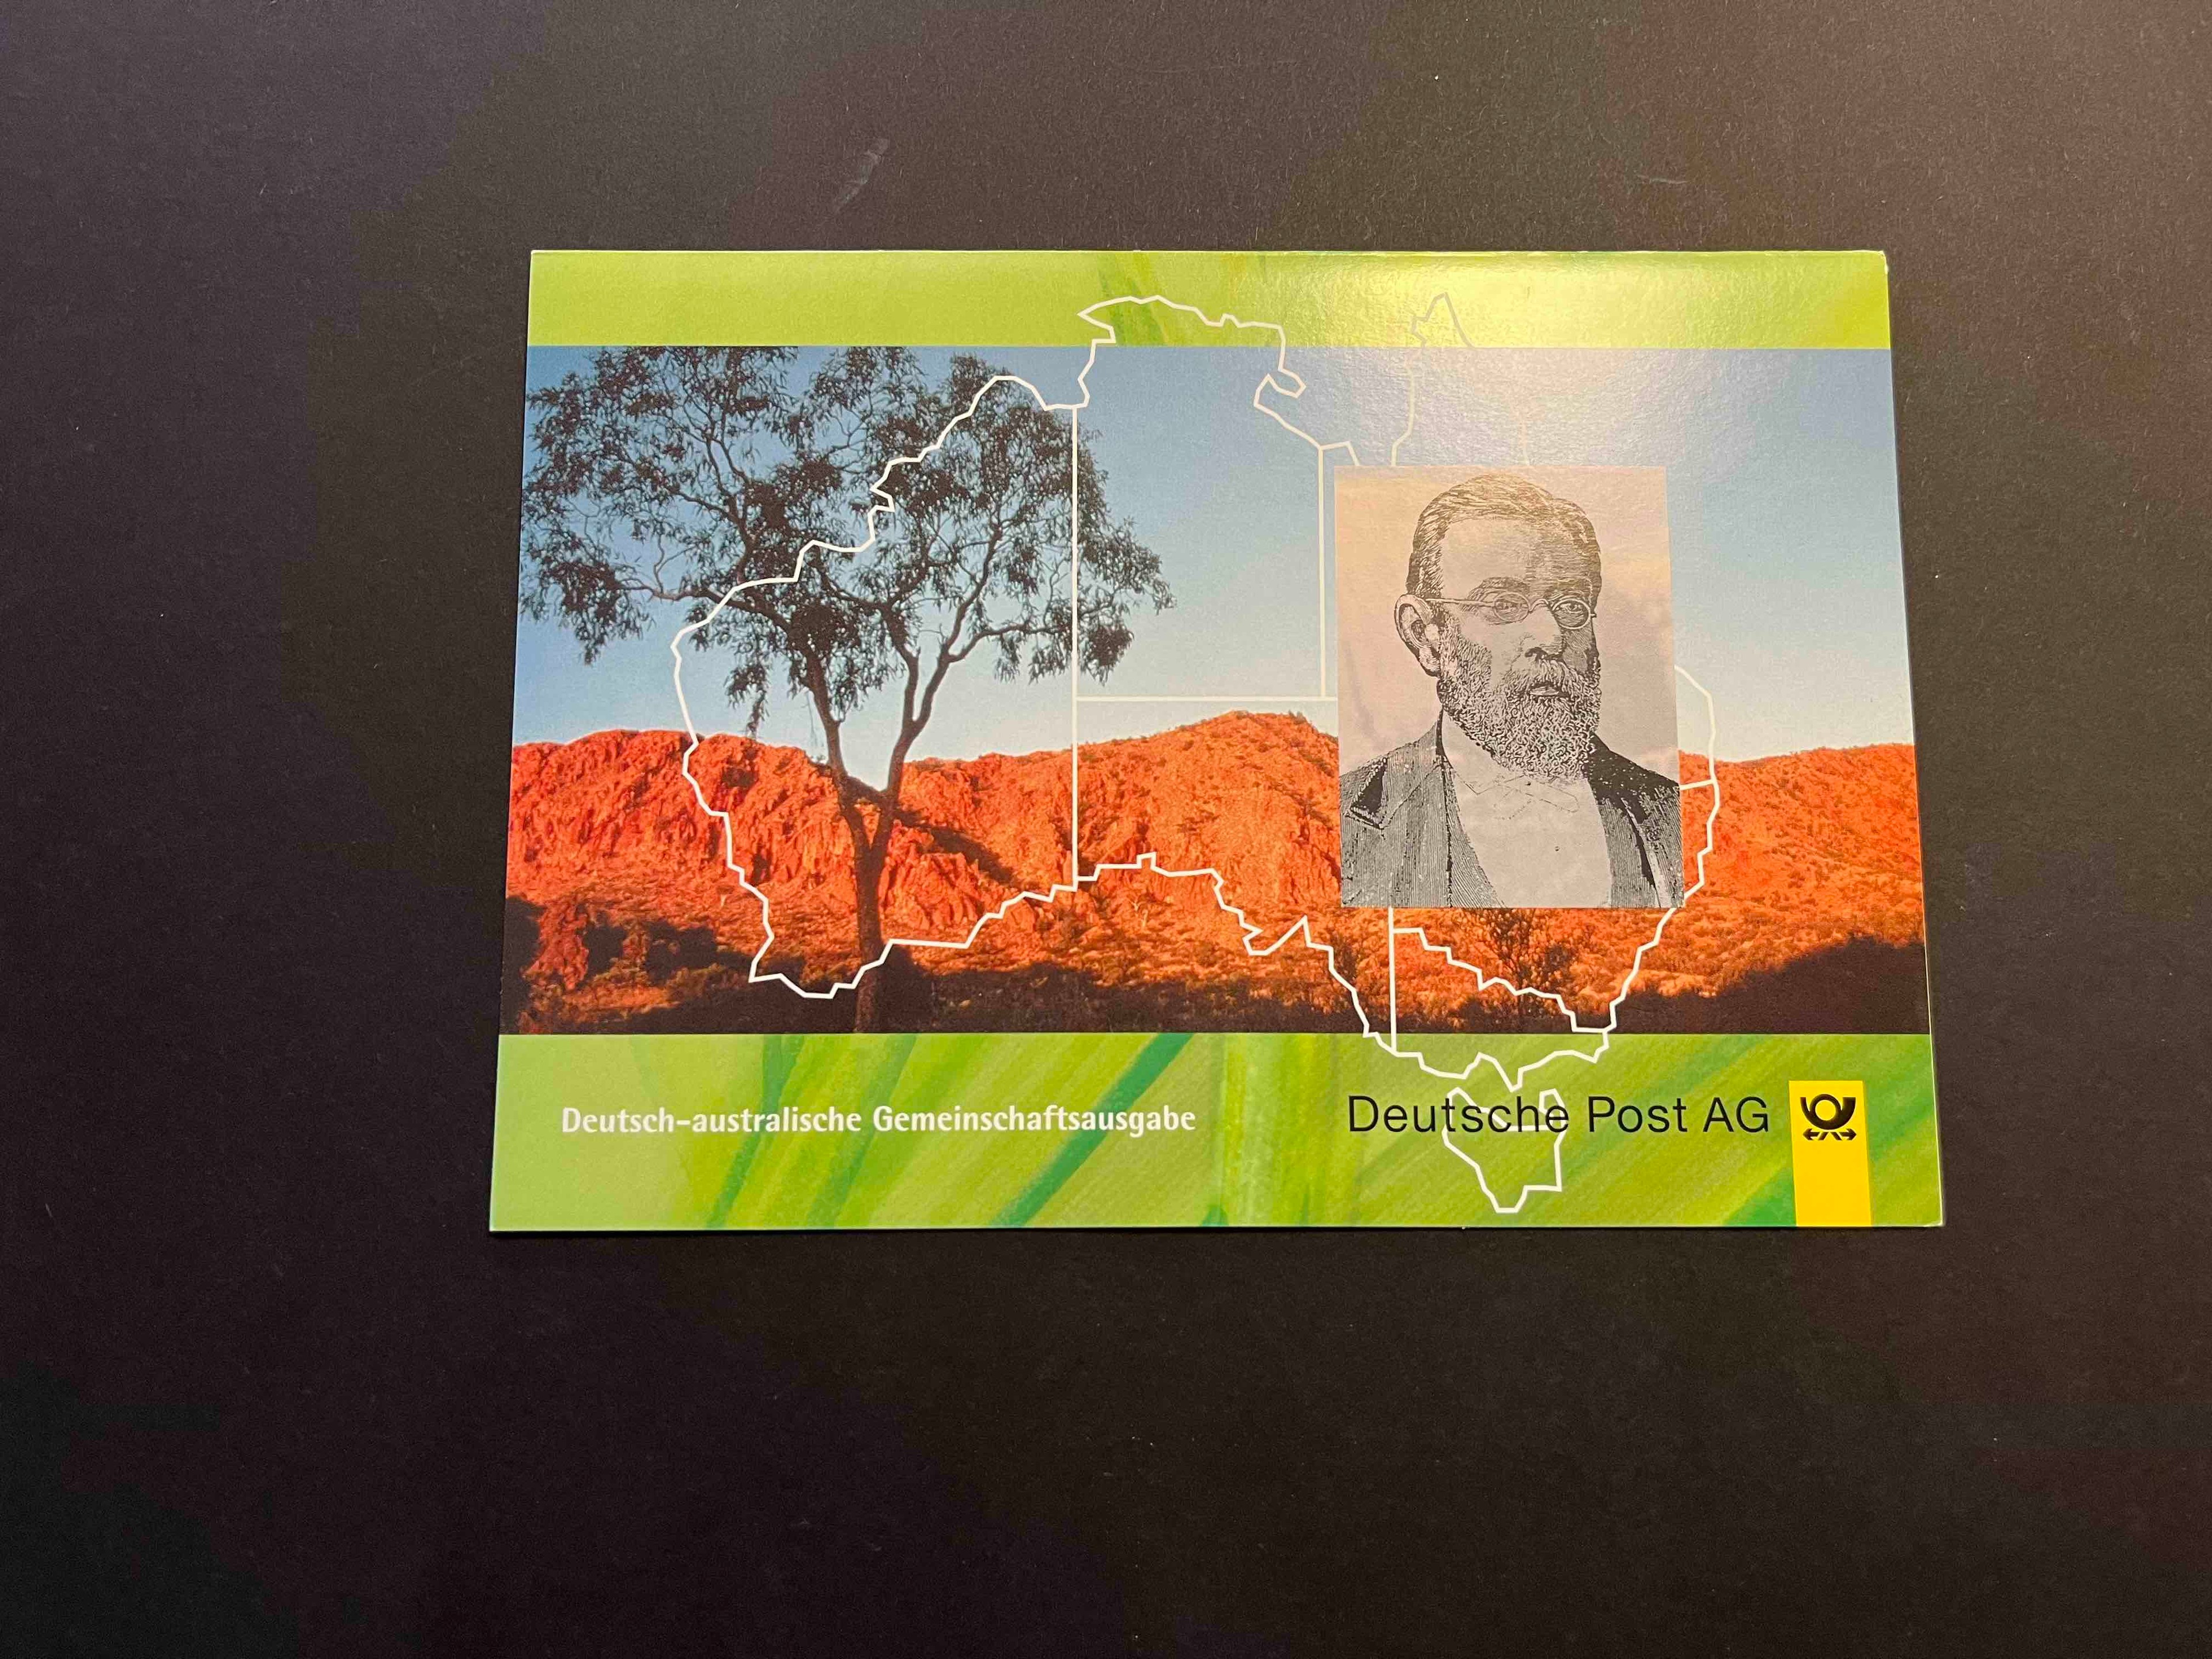 Deutsch-australische Gemeinschaftsausgabe
Deutsche Post AG